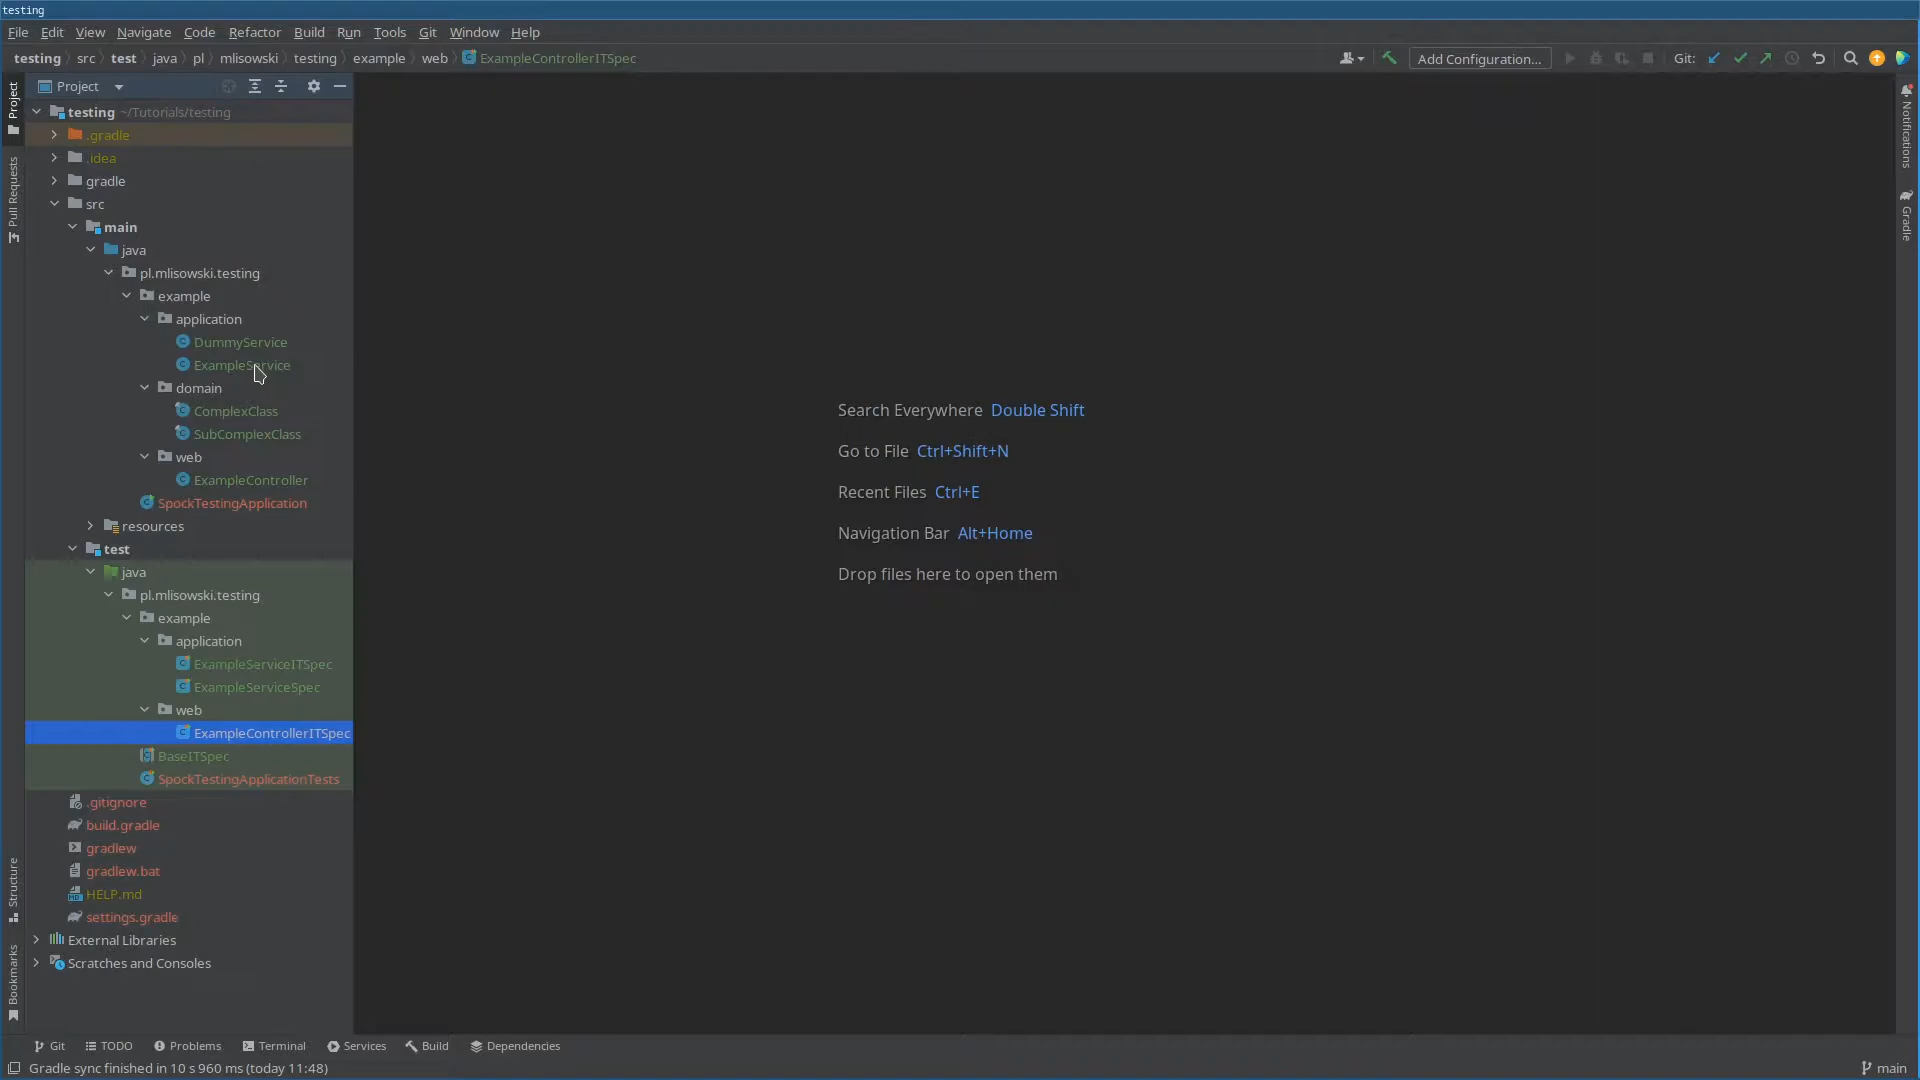 testing
File Edit View Navigate Code Refactor Build Run Tools Git Window Help
testing src test java pl mlisowski testing example web ExampleControllerITSpec
Add Configuration...
Git:
Project
testing ~/Tutorials/testing
.gradle
.idea
gradle
src
main
java
pl.mlisowski.testing
example
application
DummyService
ExampleService
domain
ComplexClass
SubComplexClass
web
ExampleController
SpockTestingApplication
resources
test
java
pl.mlisowski.testing
example
application
ExampleServiceITSpec
ExampleServiceSpec
web
ExampleControllerITSpec
BaseITSpec
SpockTestingApplicationTests
.gitignore
build.gradle
gradlew
gradlew.bat
HELP.md
settings.gradle
External Libraries
Scratches and Consoles
Project
Pull Requests
Structure
Bookmarks
Search Everywhere Double Shift
Go to File Ctrl+Shift+N
Recent Files Ctrl+E
Navigation Bar Alt+Home
Drop files here to open them
Notifications
Gradle
Git TODO Problems Terminal Services Build Dependencies
Gradle sync finished in 10 s 960 ms (today 11:48)
main